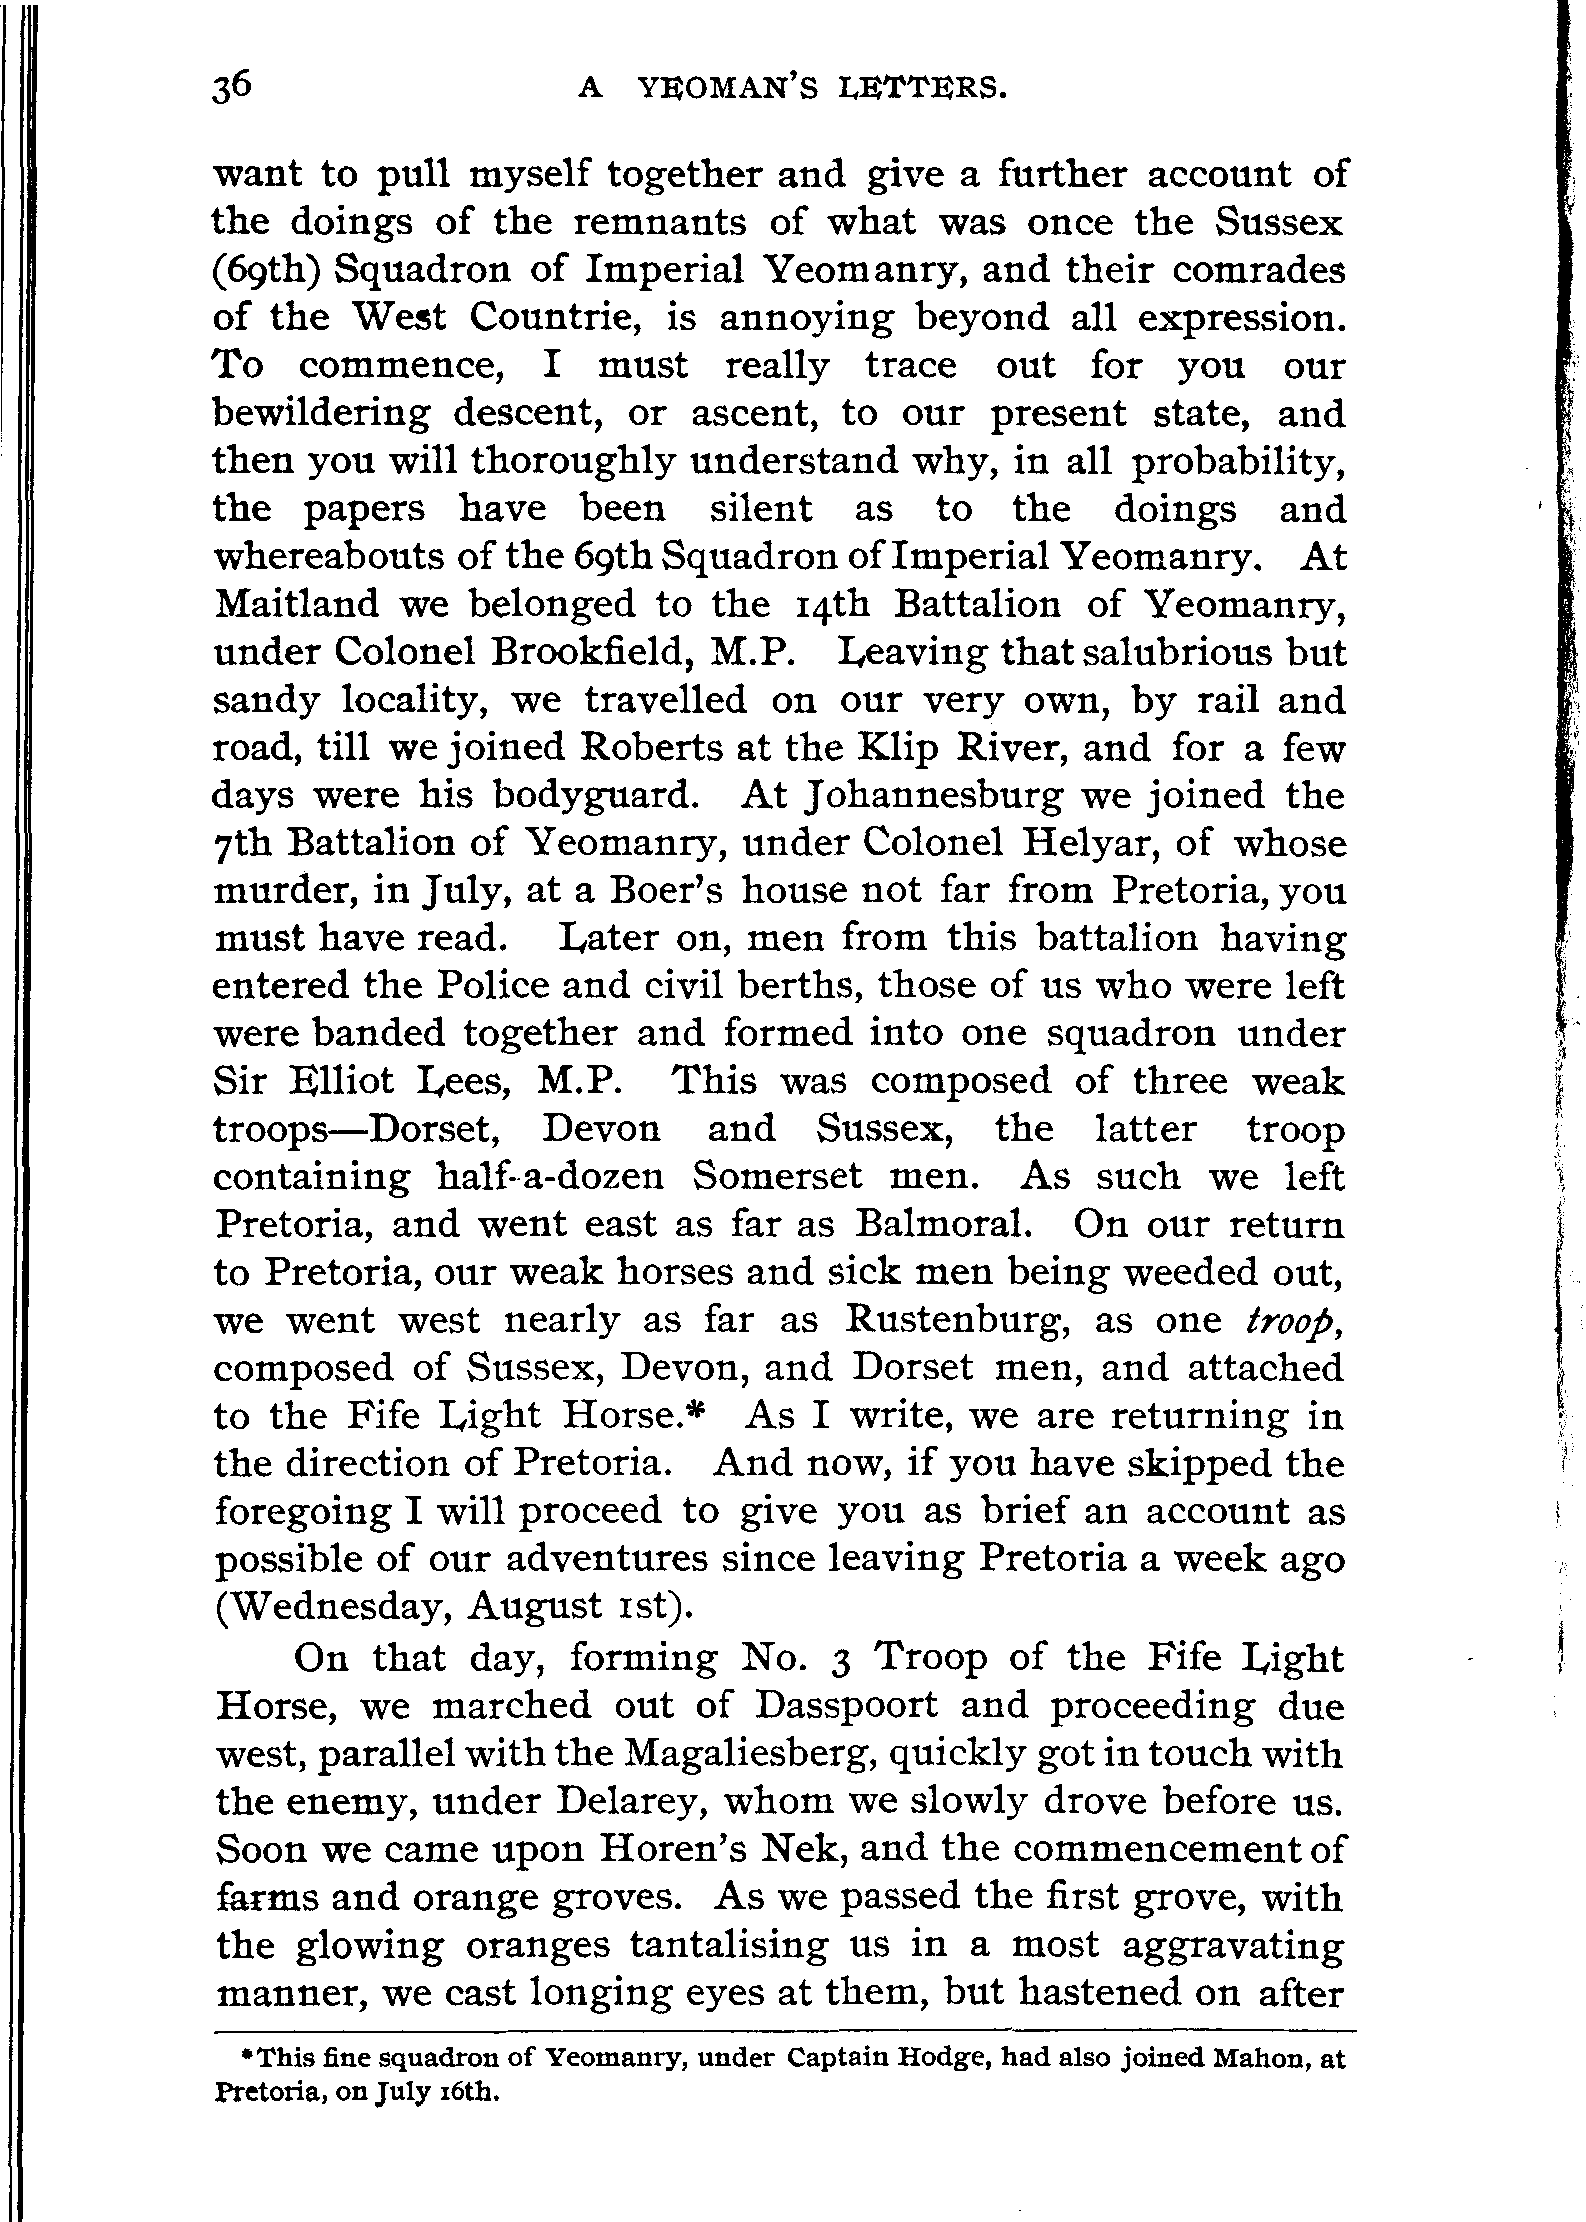 36 A YEOMAN'S LETTERS.
want to pull myself together and give a further account of
the doings of the remnants of what was once the Sussex
(69th) Squadron of Imperial Yeomanry, and their comrades
of the West Countrie, is annoying beyond all expression.
To commence, I must really trace out for you our
bewildering descent, or ascent, to our present state, and
then you will thoroughly understand why, in all probability,
the papers have been silent as to the doings and
whereabouts of the 69th Squadron of Imperial Yeomanry. At
Maitland we belonged to the 14th Battalion of Yeomanry,
under Colonel Brookfield, M.P. Leaving that salubrious but
sandy locality, we travelled on our very own, by rail and
road, till we joined Roberts at the Klip River, and for a few
days were his bodyguard. At Johannesburg we joined the
7th Battalion of Yeomanry, under Colonel Helyar, of whose
murder, in July, at a Boer's house not far from Pretoria, you
must have read. Later on, men from this battalion having
entered the Police and civil berths, those of us who were left
were banded together and formed into one squadron under
Sir Elliot Lees, M.P. This was composed of three weak
troops—Dorset, Devon and Sussex, the latter troop
containing half-a-dozen Somerset men. As such we left
Pretoria, and went east as far as Balmoral. On our return
to Pretoria, our weak horses and sick men being weeded out,
we went west nearly as far as Rustenburg, as one troop,
composed of Sussex, Devon, and Dorset men, and attached
to the Fife Light Horse.* As I write, we are returning in
the direction of Pretoria. And now, if you have skipped the
foregoing I will proceed to give you as brief an account as
possible of our adventures since leaving Pretoria a week ago
(Wednesday, August 1st).
On that day, forming No. 3 Troop of the Fife Light
Horse, we marched out of Dasspoort and proceeding due
west, parallel with the Magaliesberg, quickly got in touch with
the enemy, under Delarey, whom we slowly drove before us.
Soon we came upon Horen's Nek, and the commencement of
farms and orange groves. As we passed the first grove, with
the glowing oranges tantalising us in a most aggravating
manner, we cast longing eyes at them, but hastened on after
*This fine squadron of Yeomanry, under Captain Hodge, had also joined Mahon, at
Pretoria, on July 16th.